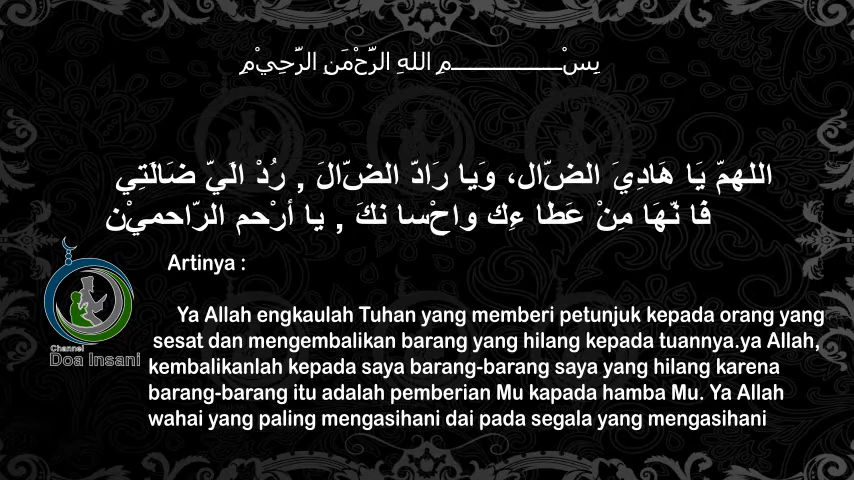 بِسْــــــــــــــــمِ اللهِ الرَّحْمَنِ الرَّحِيْمِ
اللهمّ يَا هَادِيَ الضّال، وَيا رَادّ الضّالَ , رُدْ الَيّ ضَالَتِي
فَا نّهَا مِنْ عَطا ءِك واحْسا نكَ , يا أرْحم الرّاحميْن
Artinya :
Ya Allah engkaulah Tuhan yang memberi petunjuk kepada orang yang
sesat dan mengembalikan barang yang hilang kepada tuannya.ya Allah,
kembalikanlah kepada saya barang-barang saya yang hilang karena
barang-barang itu adalah pemberian Mu kapada hamba Mu. Ya Allah
wahai yang paling mengasihani dai pada segala yang mengasihani
Channel
Doa Insani